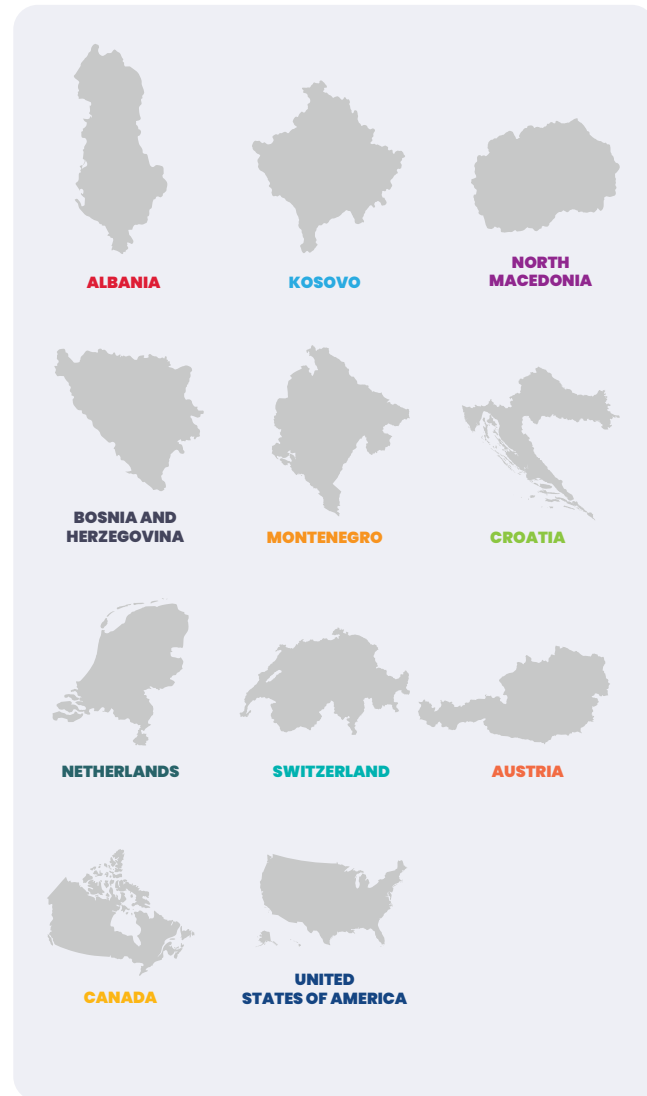 ALBANIA
KOSOVO
NORTH
MACEDONIA
BOSNIA AND
HERZEGOVINA
MONTENEGRO
CROATIA
NETHERLANDS
SWITZERLAND
AUSTRIA
CANADA
UNITED
STATES OF AMERICA